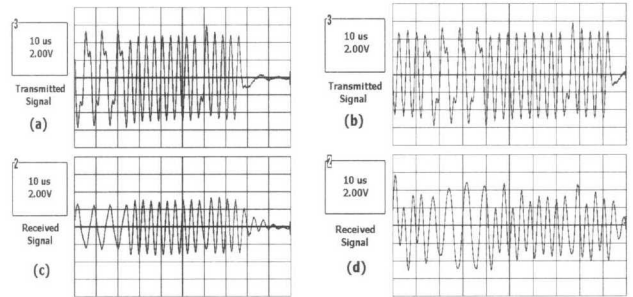 3
10 us
2.00V
Transmitted
Signal
(a)
3
10 us
2.00V
Transmitted
Signal
(b)
2
10 us
2.00V
Received
Signal
(c)
2
10 us
2.00V
Received
Signal
(d)